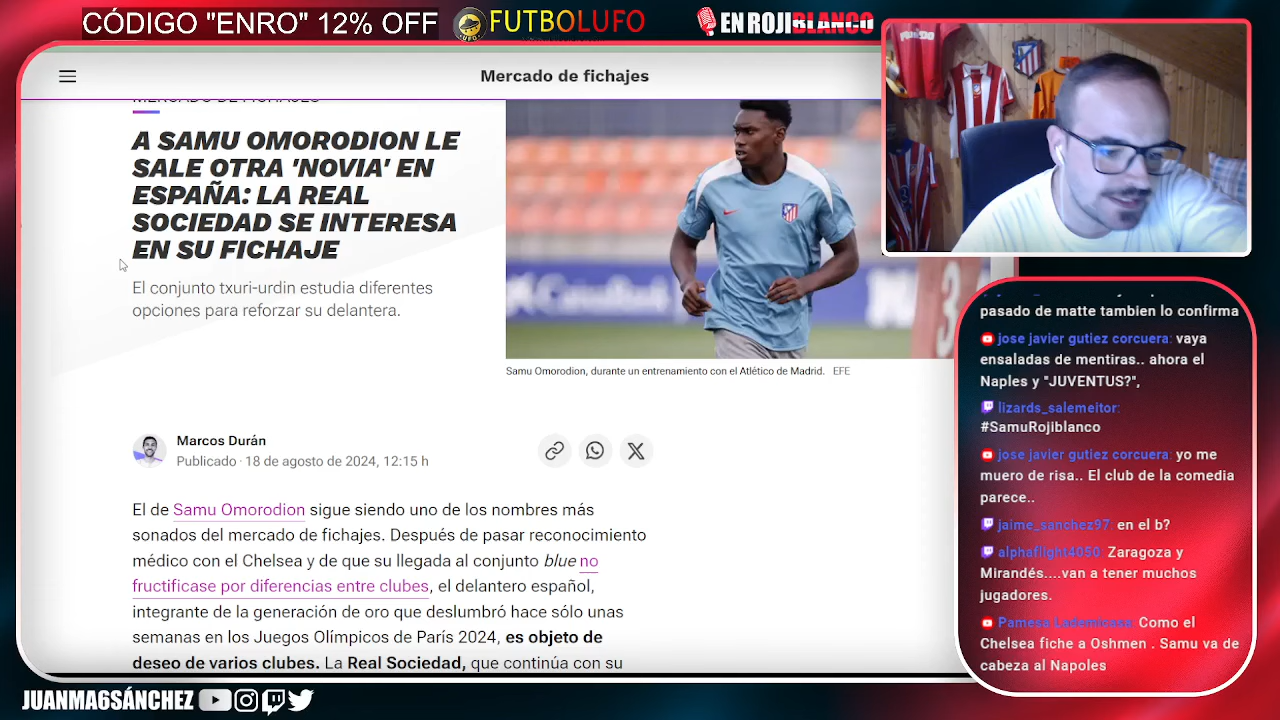 CÓDIGO "ENRO" 12% OFF
FUTBOLUFO
EN ROJIBLANCO
Mercado de fichajes
MERCADO DE FICHAJES
A SAMU OMORODION LE
SALE OTRA 'NOVIA' EN
ESPAÑA: LA REAL
SOCIEDAD SE INTERESA
EN SU FICHAJE
El conjunto txuri-urdin estudia diferentes
opciones para reforzar su delantera.
Samu Omorodion, durante un entrenamiento con el Atlético de Madrid. EFE
Marcos Durán
Publicado · 18 de agosto de 2024, 12:15 h
El de Samu Omorodion sigue siendo uno de los nombres más
sonados del mercado de fichajes. Después de pasar reconocimiento
médico con el Chelsea y de que su llegada al conjunto blue no
fructificase por diferencias entre clubes, el delantero español,
integrante de la generación de oro que deslumbró hace sólo unas
semanas en los Juegos Olímpicos de París 2024, es objeto de
deseo de varios clubes. La Real Sociedad, que continúa con su
pasado de matte tambien lo confirma
jose javier gutiez corcuera: vaya
ensaladas de mentiras.. ahora el
Naples y "JUVENTUS?",
lizards_salemeitor:
#SamuRojiblanco
jose javier gutiez corcuera: yo me
muero de risa.. El club de la comedia
parece..
jaime_sanchez97: en el b?
alphaflight4050: Zaragoza y
Mirandés....van a tener muchos
jugadores.
Como el
Chelsea fiche a Oshmen . Samu va de
cabeza al Napoles
JUANMA6SÁNCHEZ